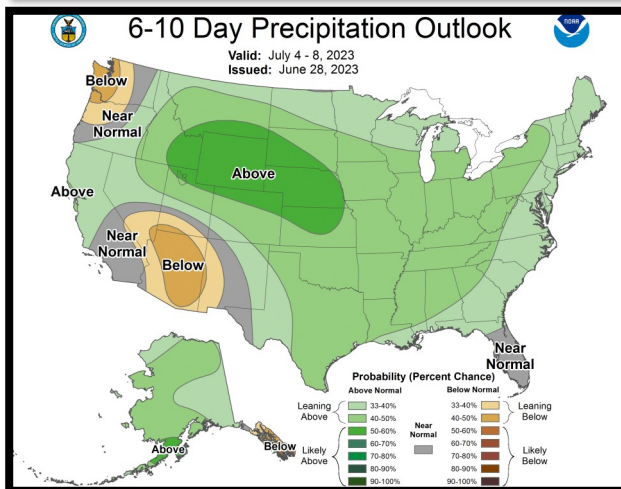 6-10 Day Precipitation Outlook
Valid: July 4 - 8, 2023
Issued: June 28, 2023
NOAA
Below
Near
Normal
Above
Above
Near
Normal
Below
Near
Normal
Above
Below
Probability (Percent Chance)
Above Normal
Below Normal
Leaning
Above
33-40%
40-50%
Likely
Above
50-60%
60-70%
70-80%
80-90%
90-100%
Near
Normal
33-40%
40-50%
Leaning
Below
50-60%
60-70%
70-80%
80-90%
90-100%
Likely
Below